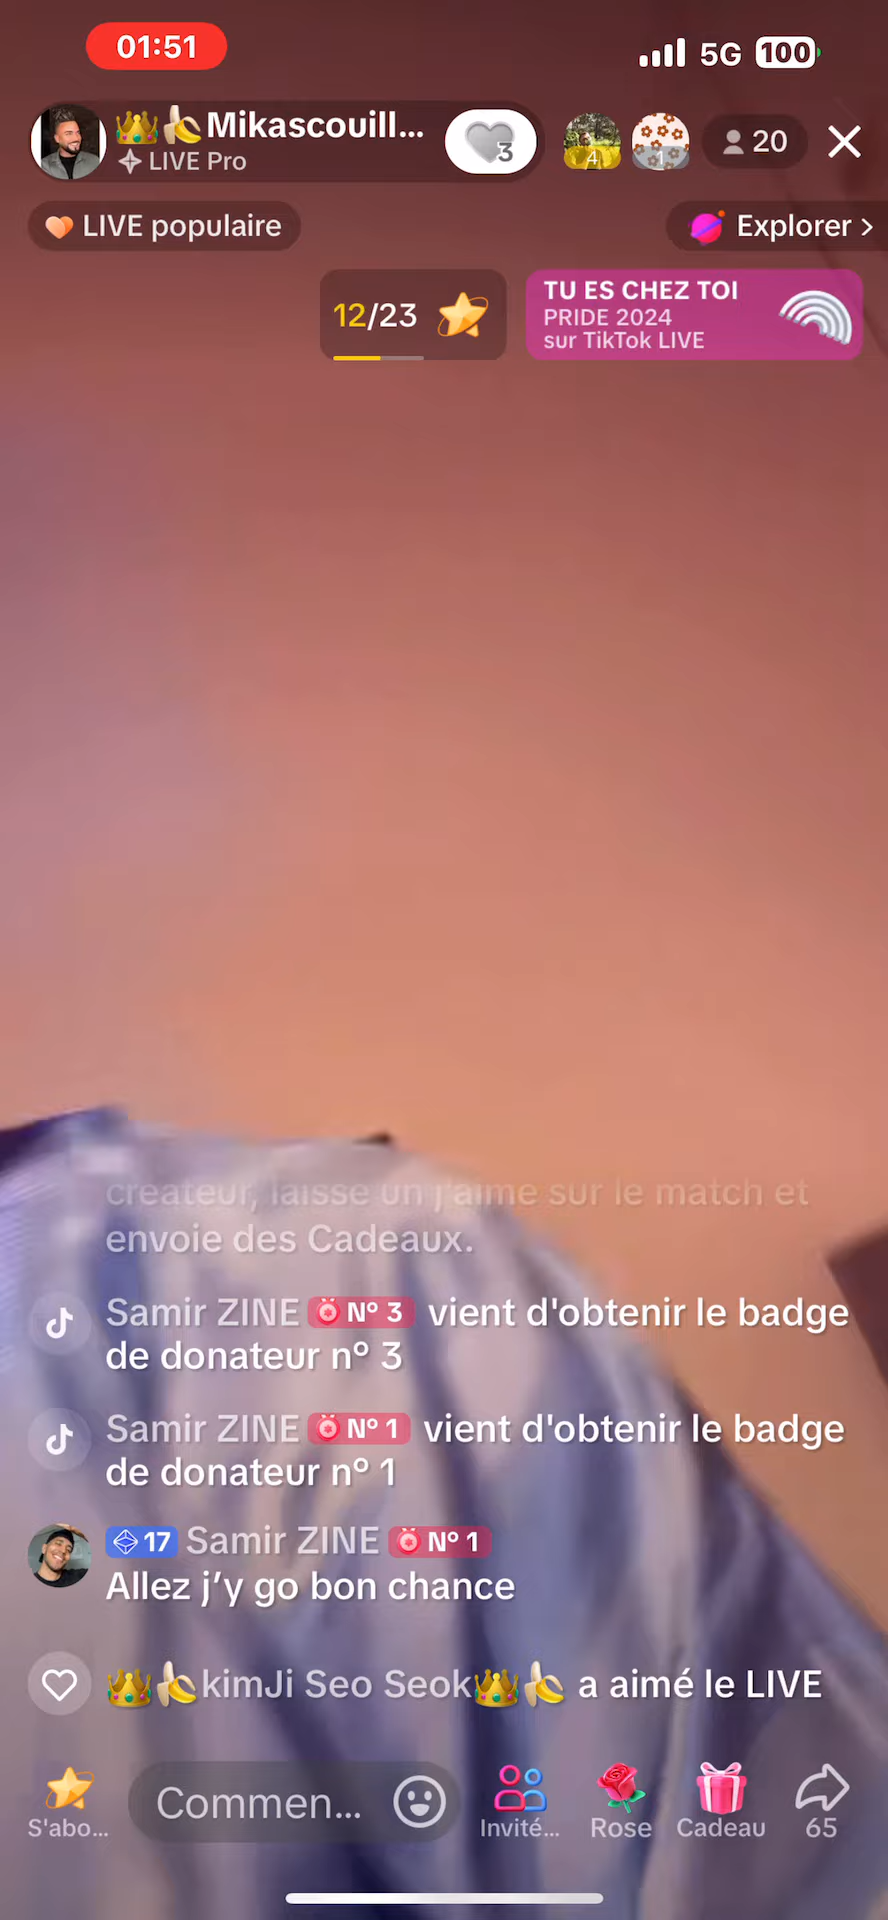 01:51
5G 100
👑🍌Mikascouill...
LIVE Pro
3
4
1
20
LIVE populaire
Explorer >
12/23
TU ES CHEZ TOI
PRIDE 2024
sur TikTok LIVE
créateur, laisse un j'aime sur le match et
envoie des Cadeaux.
Samir ZINE N° 3 vient d'obtenir le badge
de donateur n° 3
Samir ZINE N° 1 vient d'obtenir le badge
de donateur n° 1
17 Samir ZINE N° 1
Allez j'y go bon chance
👑🍌kimJi Seo Seok👑🍌 a aimé le LIVE
Commen...
S'abo...
Invité...
Rose
Cadeau
65